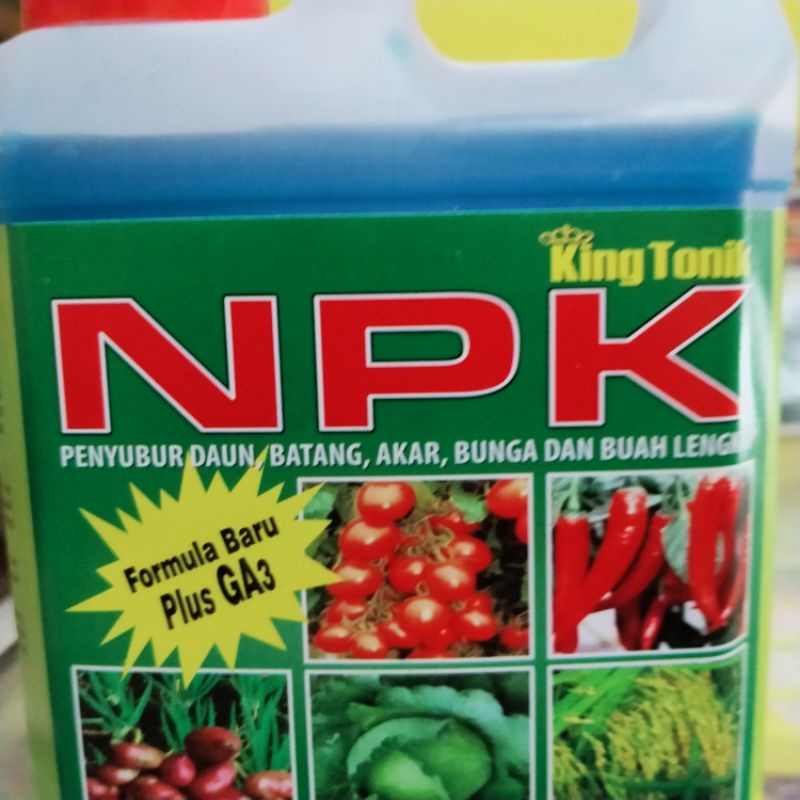 King Tonik
NPK
PENYUBUR DAUN, BATANG, AKAR, BUNGA DAN BUAH
Formula Baru
Plus GA3